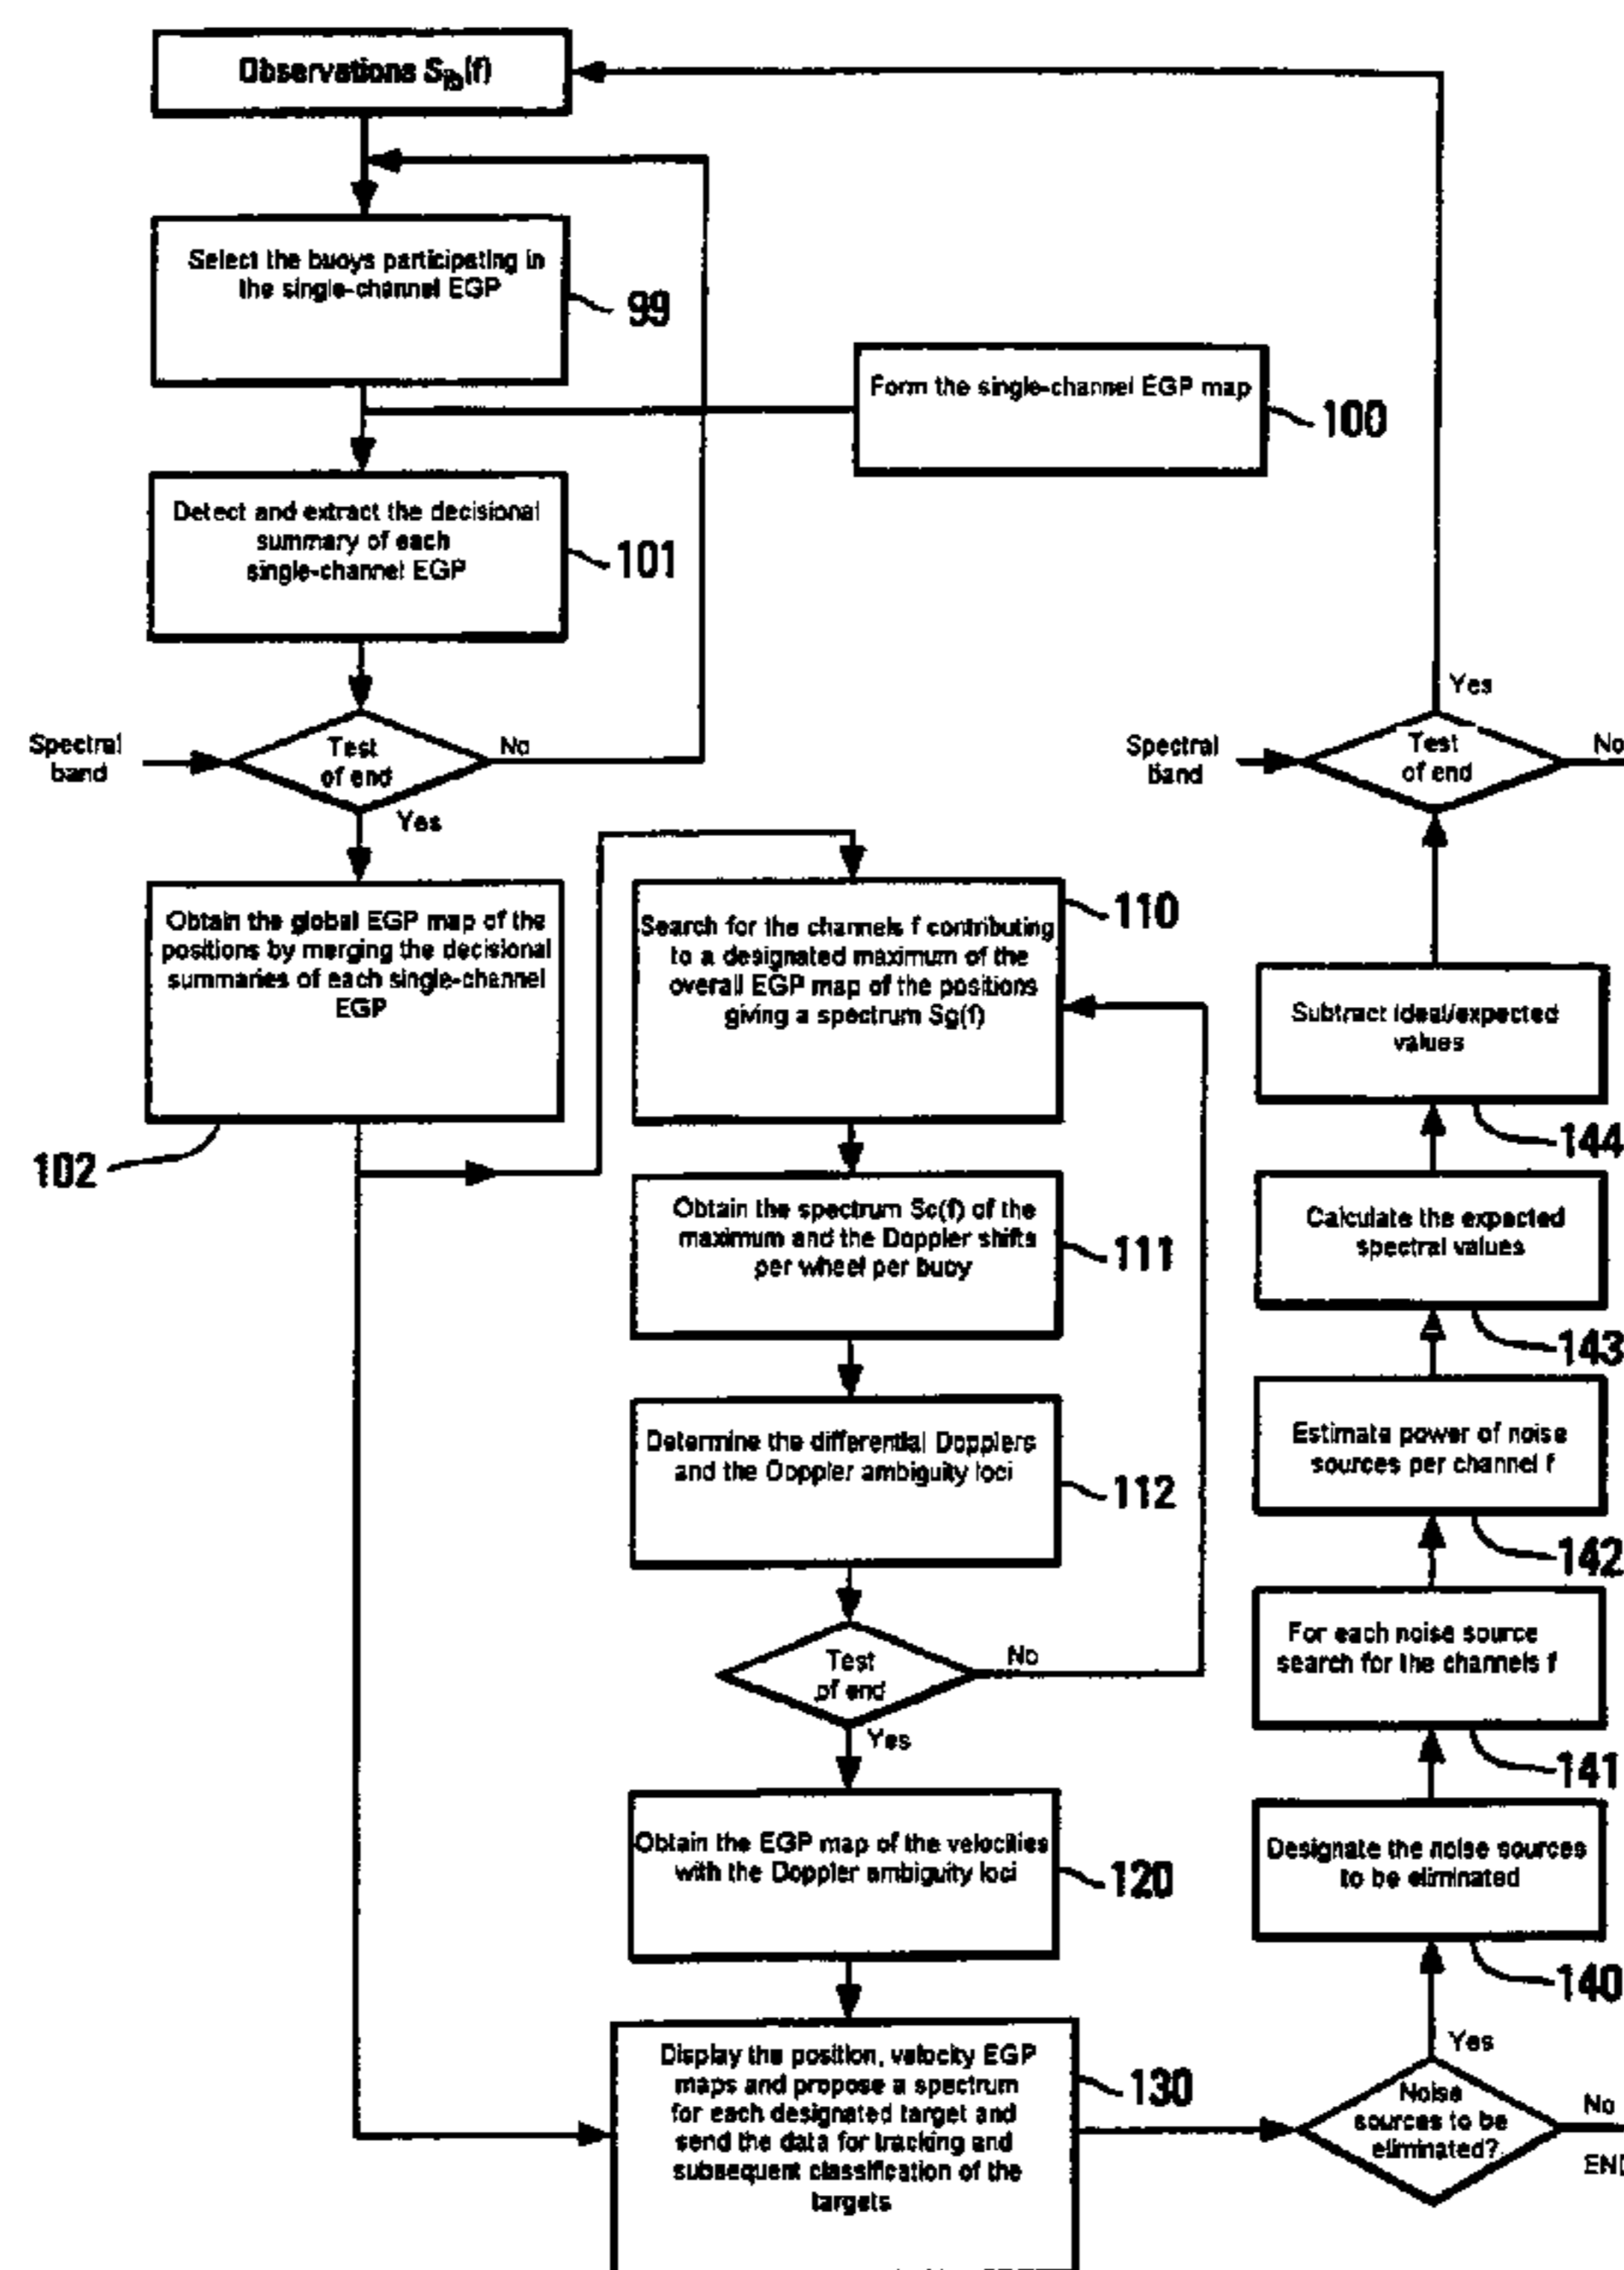 Observations Sib(f)
Select the buoys participating in
the single-channel EGP
99
Form the single-channel EGP map
100
Detect and extract the decisional
summary of each
single-channel EGP
101
Spectral
band
Test
of end
No
Yes
Obtain the global EGP map of the
positions by merging the decisional
summaries of each single-channel
EGP
102
Search for the channels f contributing
to a designated maximum of the
overall EGP map of the positions
giving a spectrum Sg(f)
110
Obtain the spectrum Sc(f) of the
maximum and the Doppler shifts
per wheel per buoy
111
Determine the differential Dopplers
and the Doppler ambiguity loci
112
Test
of end
No
Yes
Obtain the EGP map of the velocities
with the Doppler ambiguity loci
120
Display the position, velocity EGP
maps and propose a spectrum
for each designated target and
send the data for tracking and
subsequent classification of the
targets
130
Yes
Spectral
Band
Test
of end
No
Subtract ideal/expected
values
144
Calculate the expected
spectral values
143
Estimate power of noise
sources per channel f
142
For each noise source
search for the channels f
141
Designate the noise sources
to be eliminated
140
Yes
Noise
sources to be
eliminated?
No
END